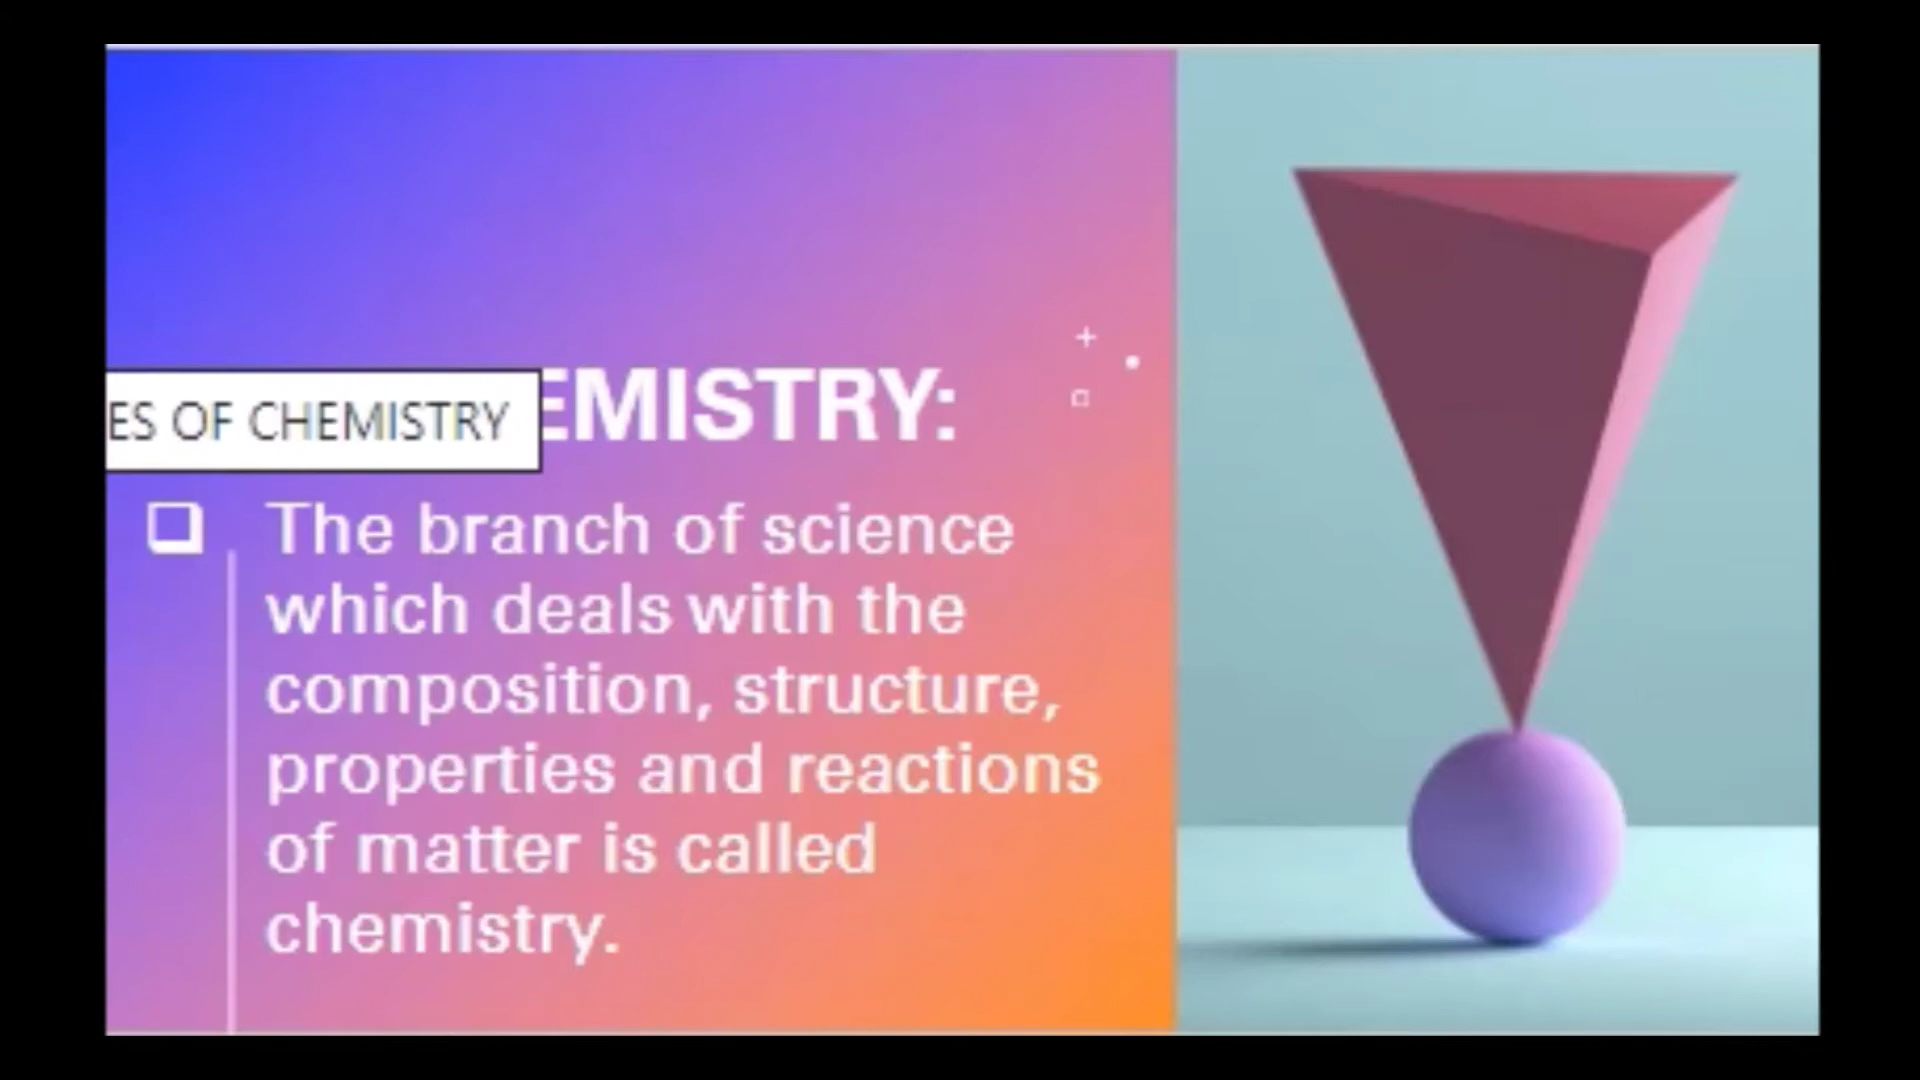 EMISTRY:
ES OF CHEMISTRY
The branch of science
which deals with the
composition, structure,
properties and reactions
of matter is called
chemistry.